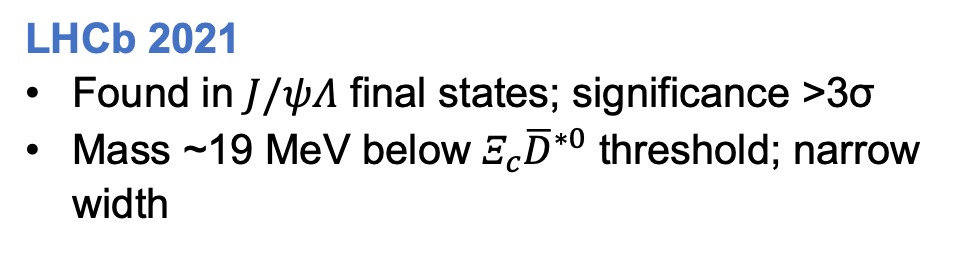 LHCb 2021
• Found in J/ψΛ final states; significance >3σ
• Mass ~19 MeV below Ξ_c D̅*⁰ threshold; narrow
width